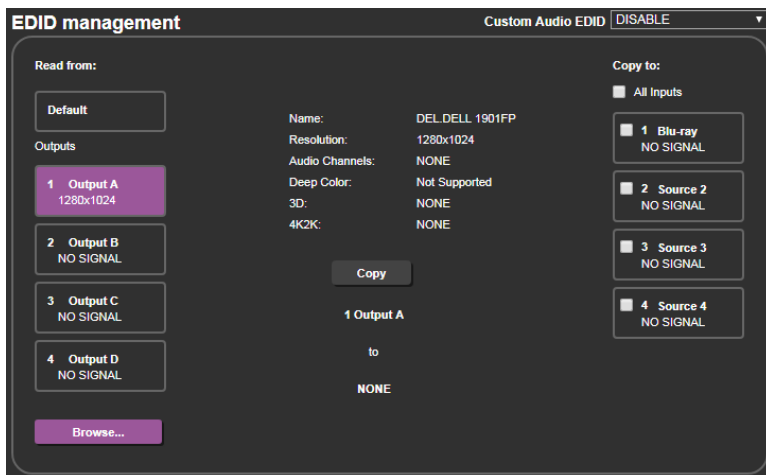 EDID management
Custom Audio EDID DISABLE
Read from:
Default
Outputs
1 Output A
1280x1024
2 Output B
NO SIGNAL
3 Output C
NO SIGNAL
4 Output D
NO SIGNAL
Browse...
Name: DEL.DELL 1901FP
Resolution: 1280x1024
Audio Channels: NONE
Deep Color: Not Supported
3D: NONE
4K2K: NONE
Copy
1 Output A
to
NONE
Copy to:
All Inputs
1 Blu-ray
NO SIGNAL
2 Source 2
NO SIGNAL
3 Source 3
NO SIGNAL
4 Source 4
NO SIGNAL